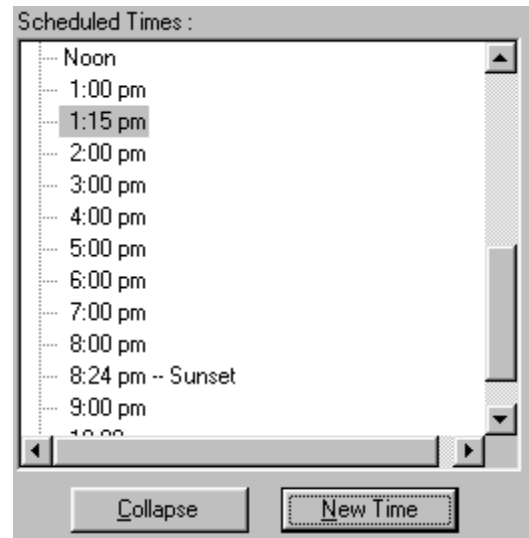 Scheduled Times :
Noon
1:00 pm
1:15 pm
2:00 pm
3:00 pm
4:00 pm
5:00 pm
6:00 pm
7:00 pm
8:00 pm
8:24 pm -- Sunset
9:00 pm
Collapse
New Time